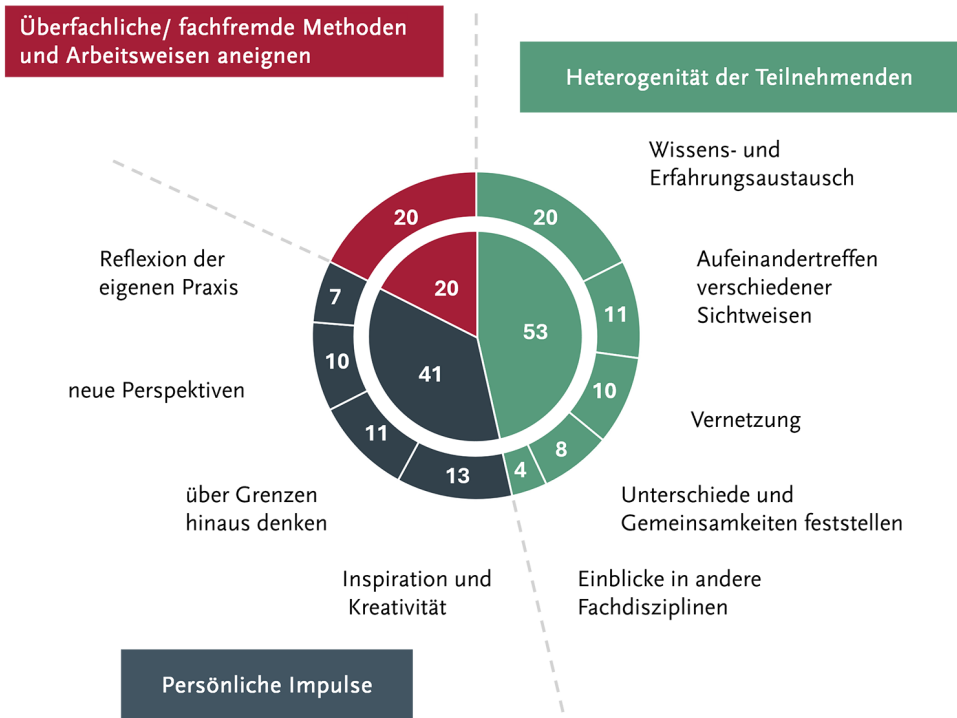 Überfachliche/ fachfremde Methoden
und Arbeitsweisen aneignen
Heterogenität der Teilnehmenden
Wissens- und
Erfahrungsaustausch
Aufeinandertreffen
verschiedener
Sichtweisen
Vernetzung
Unterschiede und
Gemeinsamkeiten feststellen
Einblicke in andere
Fachdisziplinen
Reflexion der
eigenen Praxis
neue Perspektiven
über Grenzen
hinaus denken
Inspiration und
Kreativität
Persönliche Impulse
20
20
11
10
8
4
13
11
10
7
20
53
41